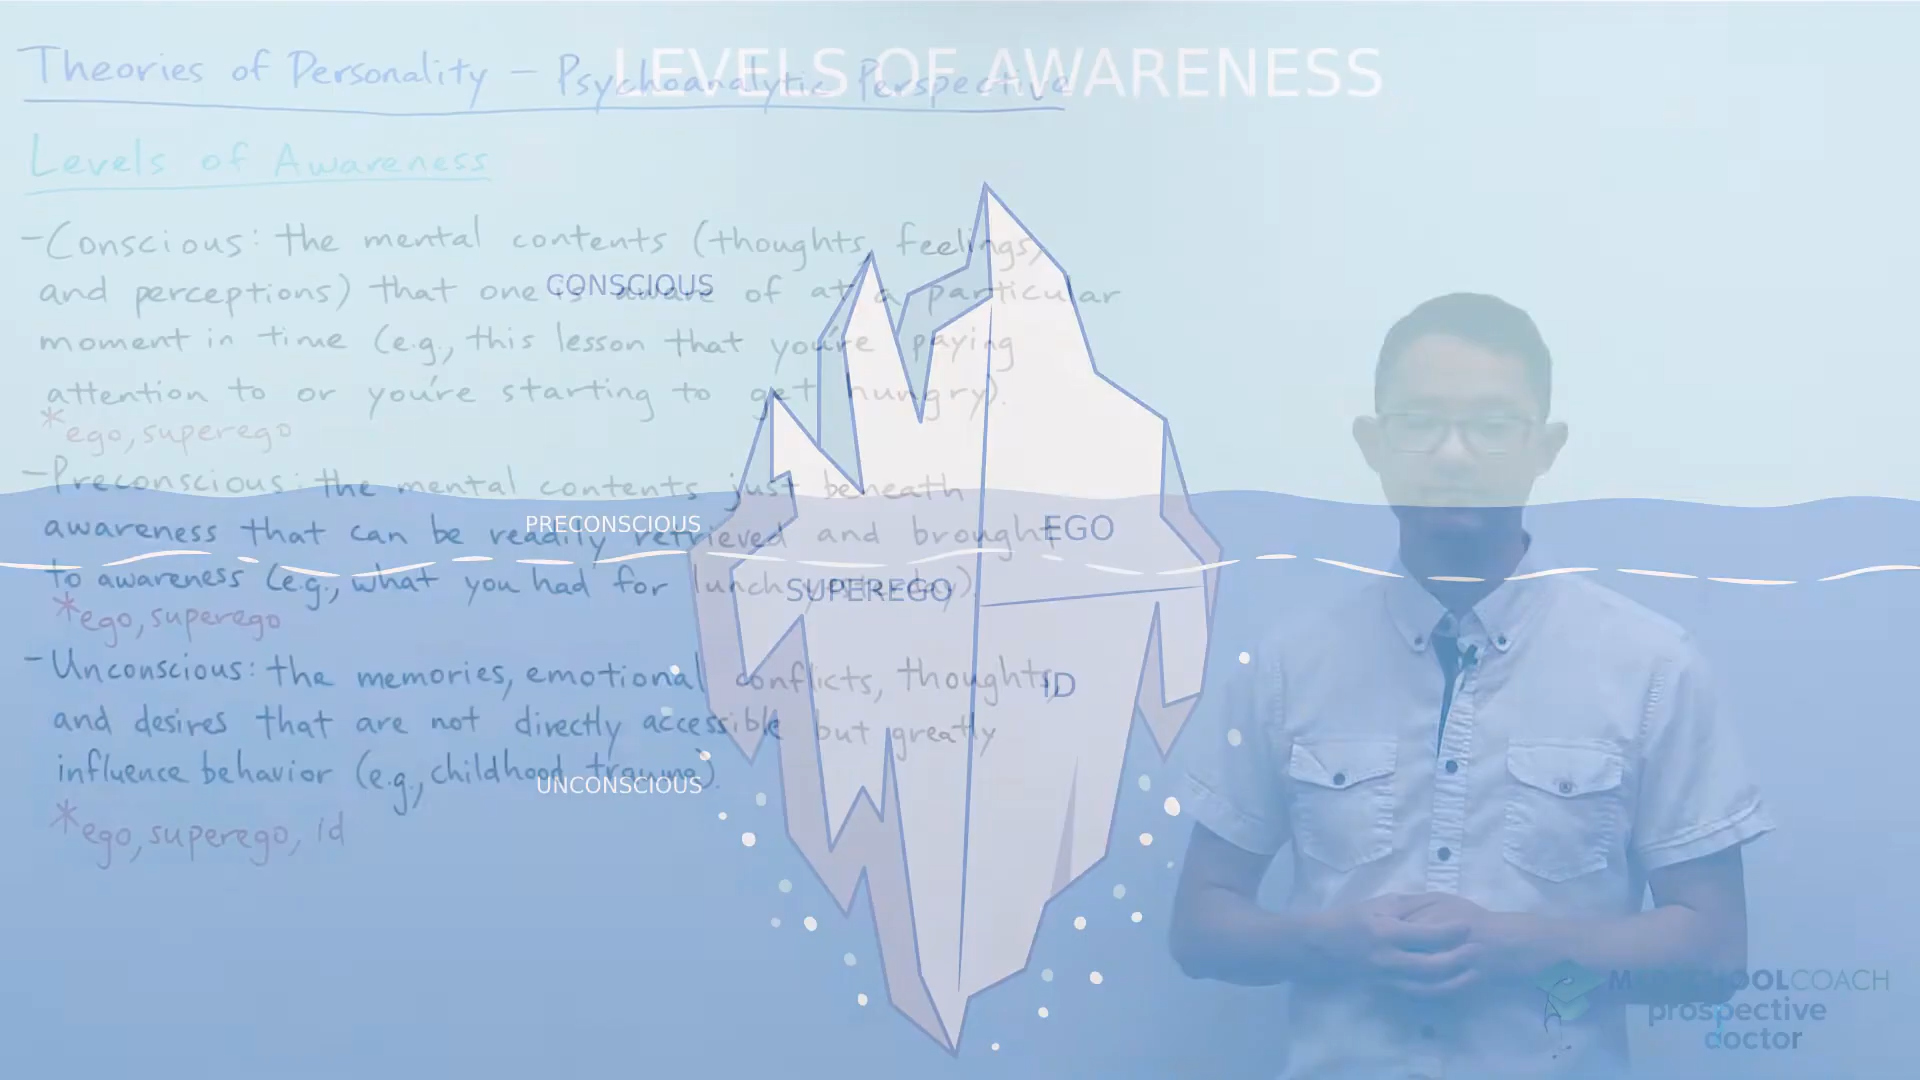 Theories of Personality – Psychoanalytic Perspective
LEVELS OF AWARENESS
Levels of Awareness
– Conscious: the mental contents (thoughts, feelings,
and perceptions) that one is aware of at a particular
moment in time (e.g., this lesson that you're paying
attention to or you're starting to get hungry).
* ego, superego
– Preconscious: the mental contents just beneath
awareness that can be readily retrieved and brought
to awareness (e.g., what you had for lunch yesterday).
* ego, superego
– Unconscious: the memories, emotional conflicts, thoughts,
and desires that are not directly accessible but greatly
influence behavior (e.g., childhood trauma).
* ego, superego, id
CONSCIOUS
PRECONSCIOUS
EGO
SUPEREGO
ID
UNCONSCIOUS
MEDSCHOOLCOACH
prospective
doctor